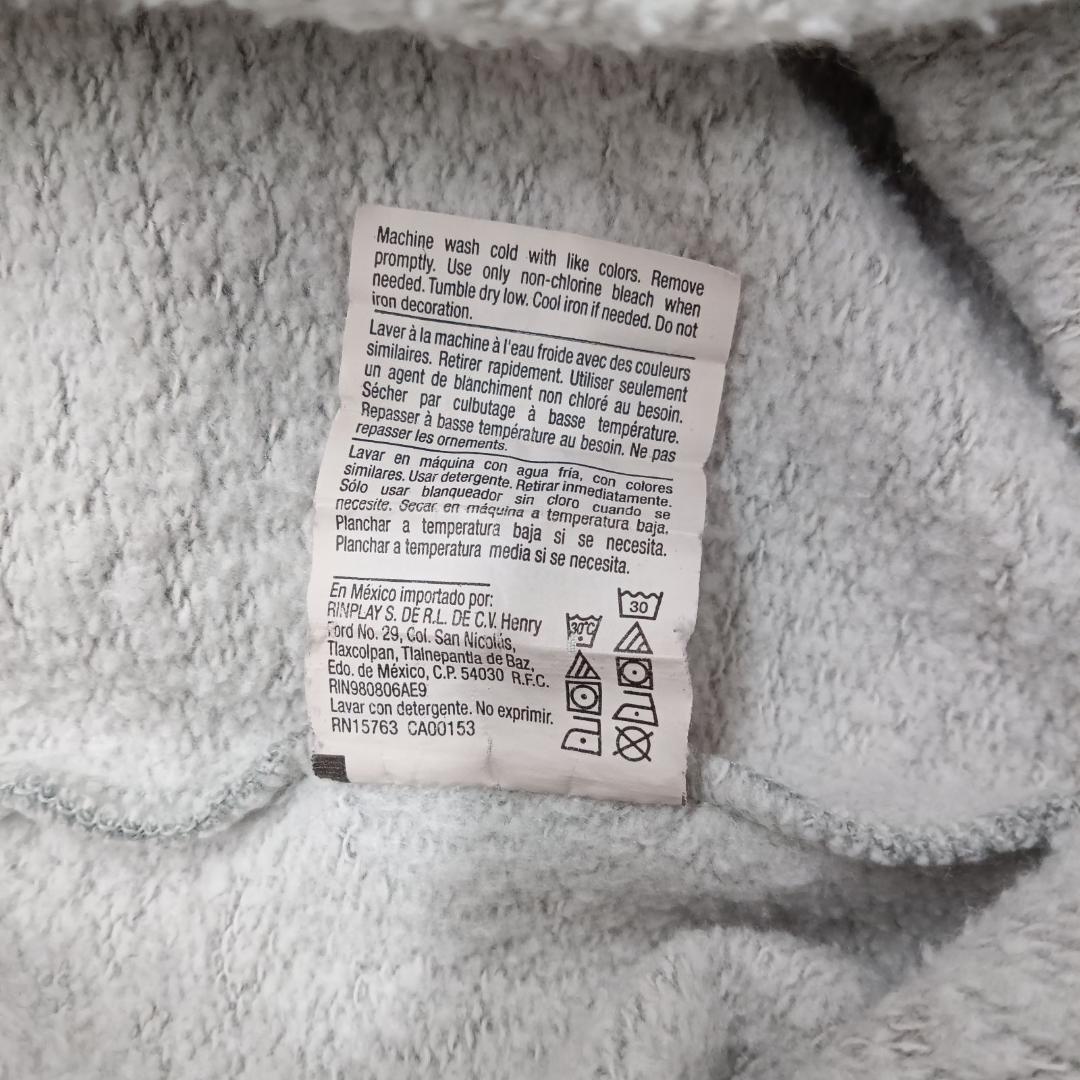 Machine wash cold with like colors. Remove
promptly. Use only non-chlorine bleach when
needed. Tumble dry low. Cool iron if needed. Do not
iron decoration.
Laver à la machine à l'eau froide avec des couleurs
similaires. Retirer rapidement. Utiliser seulement
un agent de blanchiment non chloré au besoin.
Sécher par culbutage à basse température.
Repasser à basse température au besoin. Ne pas
repasser les ornements.
Lavar en máquina con agua fría, con colores
similares. Usar detergente. Retirar inmediatamente.
Sólo usar blanqueador sin cloro cuando se
necesite. Secar en máquina a temperatura baja.
Planchar a temperatura baja si se necesita.
Planchar a temperatura media si se necesita.
En México importado por:
RINPLAY S. DE R.L. DE C.V. Henry
Ford No. 29, Col. San Nicolás,
Tlaxcolpan, Tlalnepantla de Baz,
Edo. de México, C.P. 54030 R.F.C.
RIN980806AE9
Lavar con detergente. No exprimir.
RN15763 CA00153
30°C
30